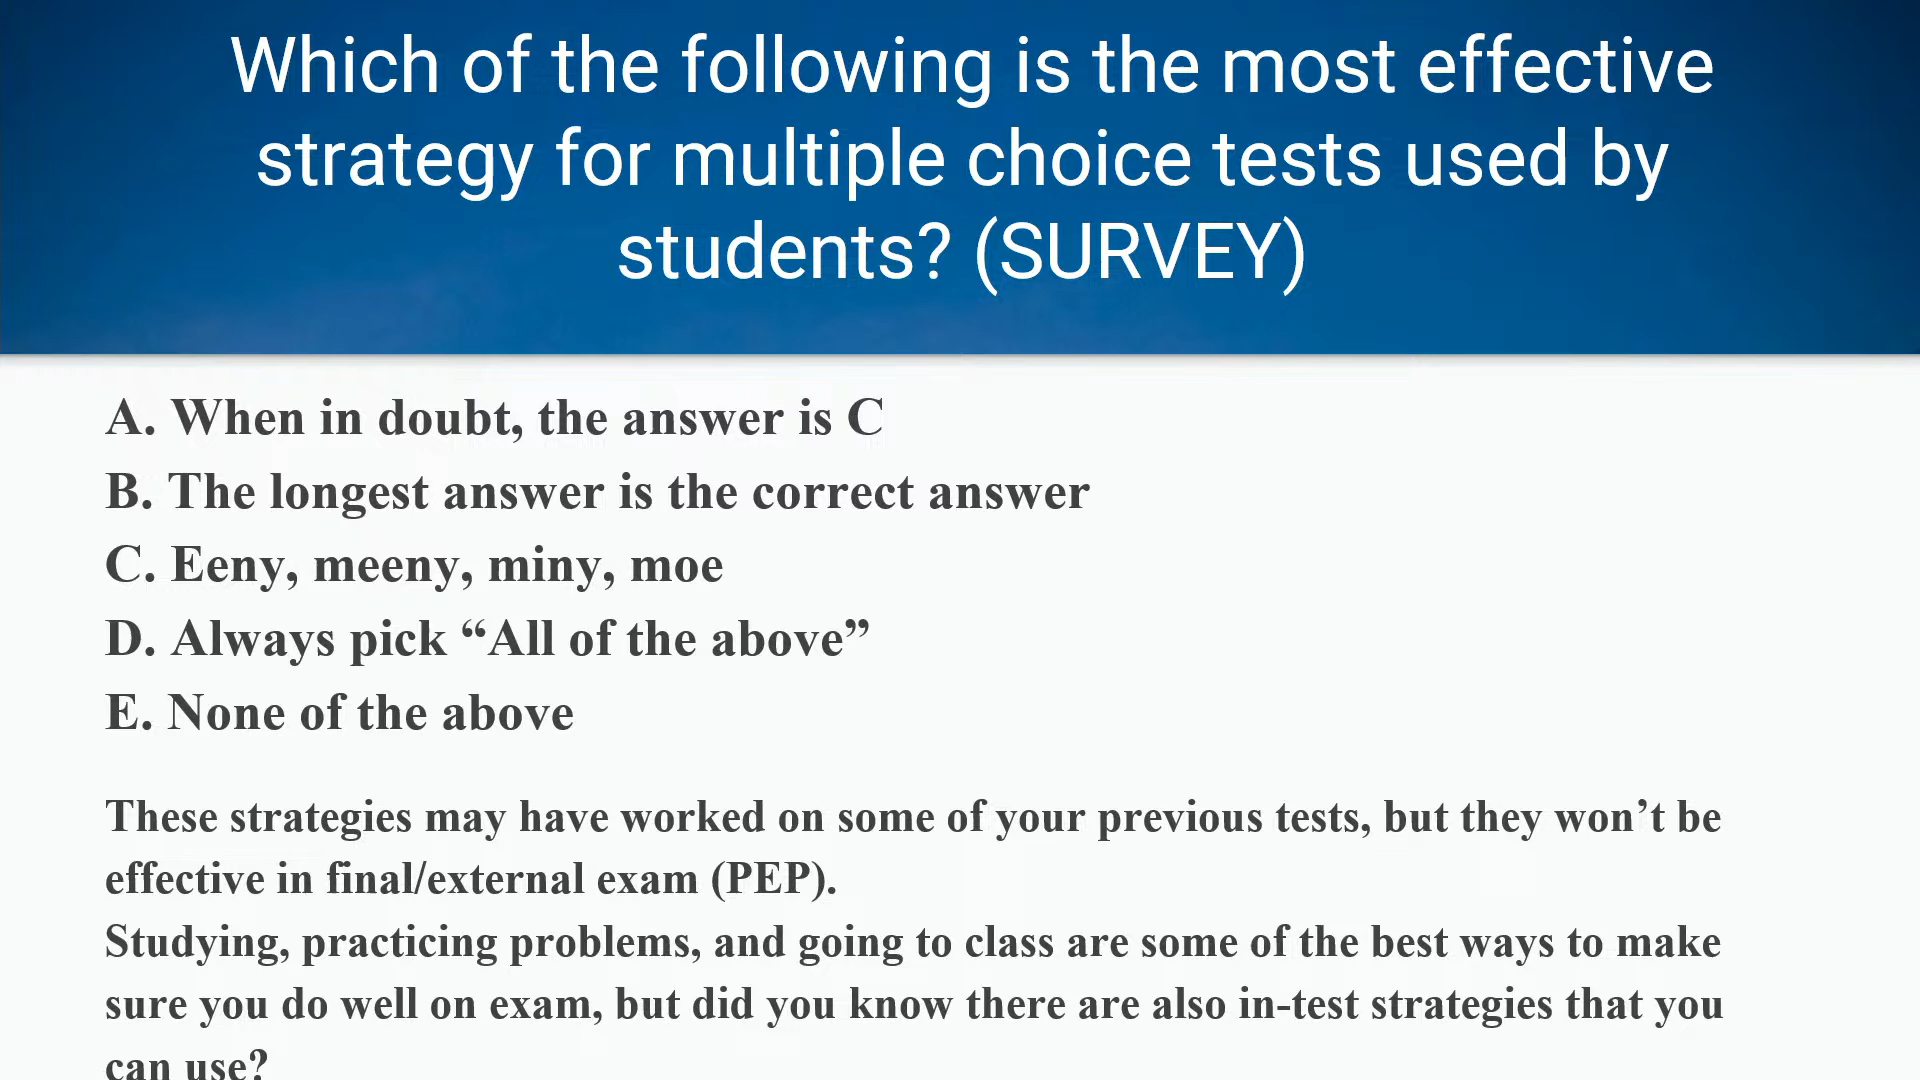 Which of the following is the most effective
strategy for multiple choice tests used by
students? (SURVEY)
A. When in doubt, the answer is C
B. The longest answer is the correct answer
C. Eeny, meeny, miny, moe
D. Always pick “All of the above”
E. None of the above
These strategies may have worked on some of your previous tests, but they won’t be
effective in final/external exam (PEP).
Studying, practicing problems, and going to class are some of the best ways to make
sure you do well on exam, but did you know there are also in-test strategies that you
can use?